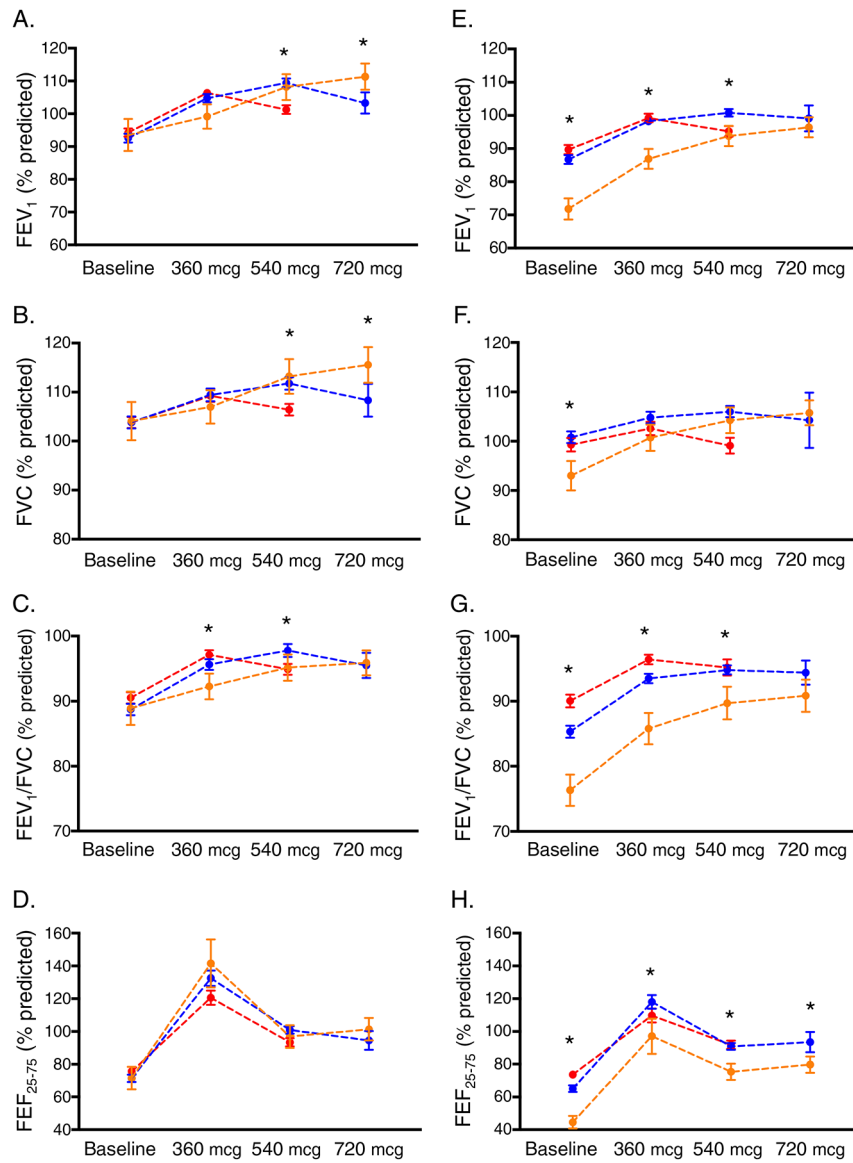 A.
*
*
120
110
100
90
80
70
60
FEV1 (% predicted)
Baseline 360 mcg 540 mcg 720 mcg
B.
*
*
120
110
100
90
80
FVC (% predicted)
Baseline 360 mcg 540 mcg 720 mcg
C.
*
*
100
90
80
70
FEV1/FVC (% predicted)
Baseline 360 mcg 540 mcg 720 mcg
D.
160
140
120
100
80
60
40
FEF25-75 (% predicted)
Baseline 360 mcg 540 mcg 720 mcg
E.
*
*
*
120
110
100
90
80
70
60
FEV1 (% predicted)
Baseline 360 mcg 540 mcg 720 mcg
F.
*
120
110
100
90
80
FVC (% predicted)
Baseline 360 mcg 540 mcg 720 mcg
G.
*
*
*
100
90
80
70
FEV1/FVC (% predicted)
Baseline 360 mcg 540 mcg 720 mcg
H.
*
*
*
*
160
140
120
100
80
60
40
FEF25-75 (% predicted)
Baseline 360 mcg 540 mcg 720 mcg